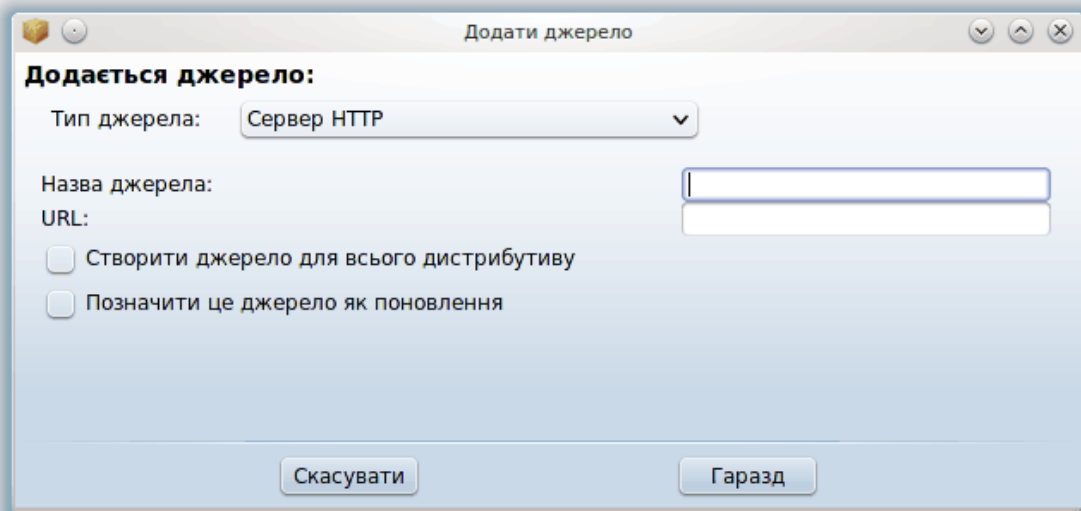 Додати джерело
Додається джерело:
Тип джерела: Сервер HTTP
Назва джерела:
URL:
Створити джерело для всього дистрибутиву
Позначити це джерело як поновлення
Скасувати Гаразд